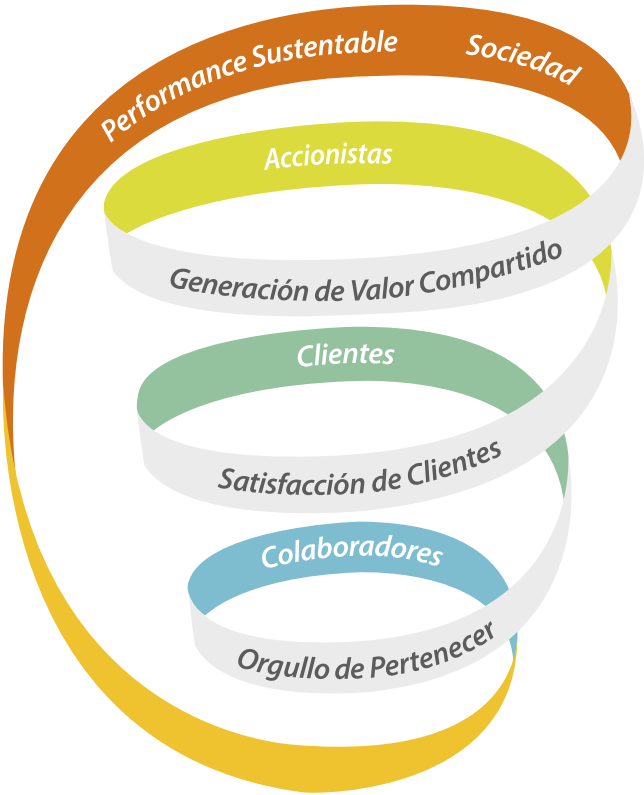 Performance Sustentable
Sociedad
Accionistas
Generación de Valor Compartido
Clientes
Satisfacción de Clientes
Colaboradores
Orgullo de Pertenecer